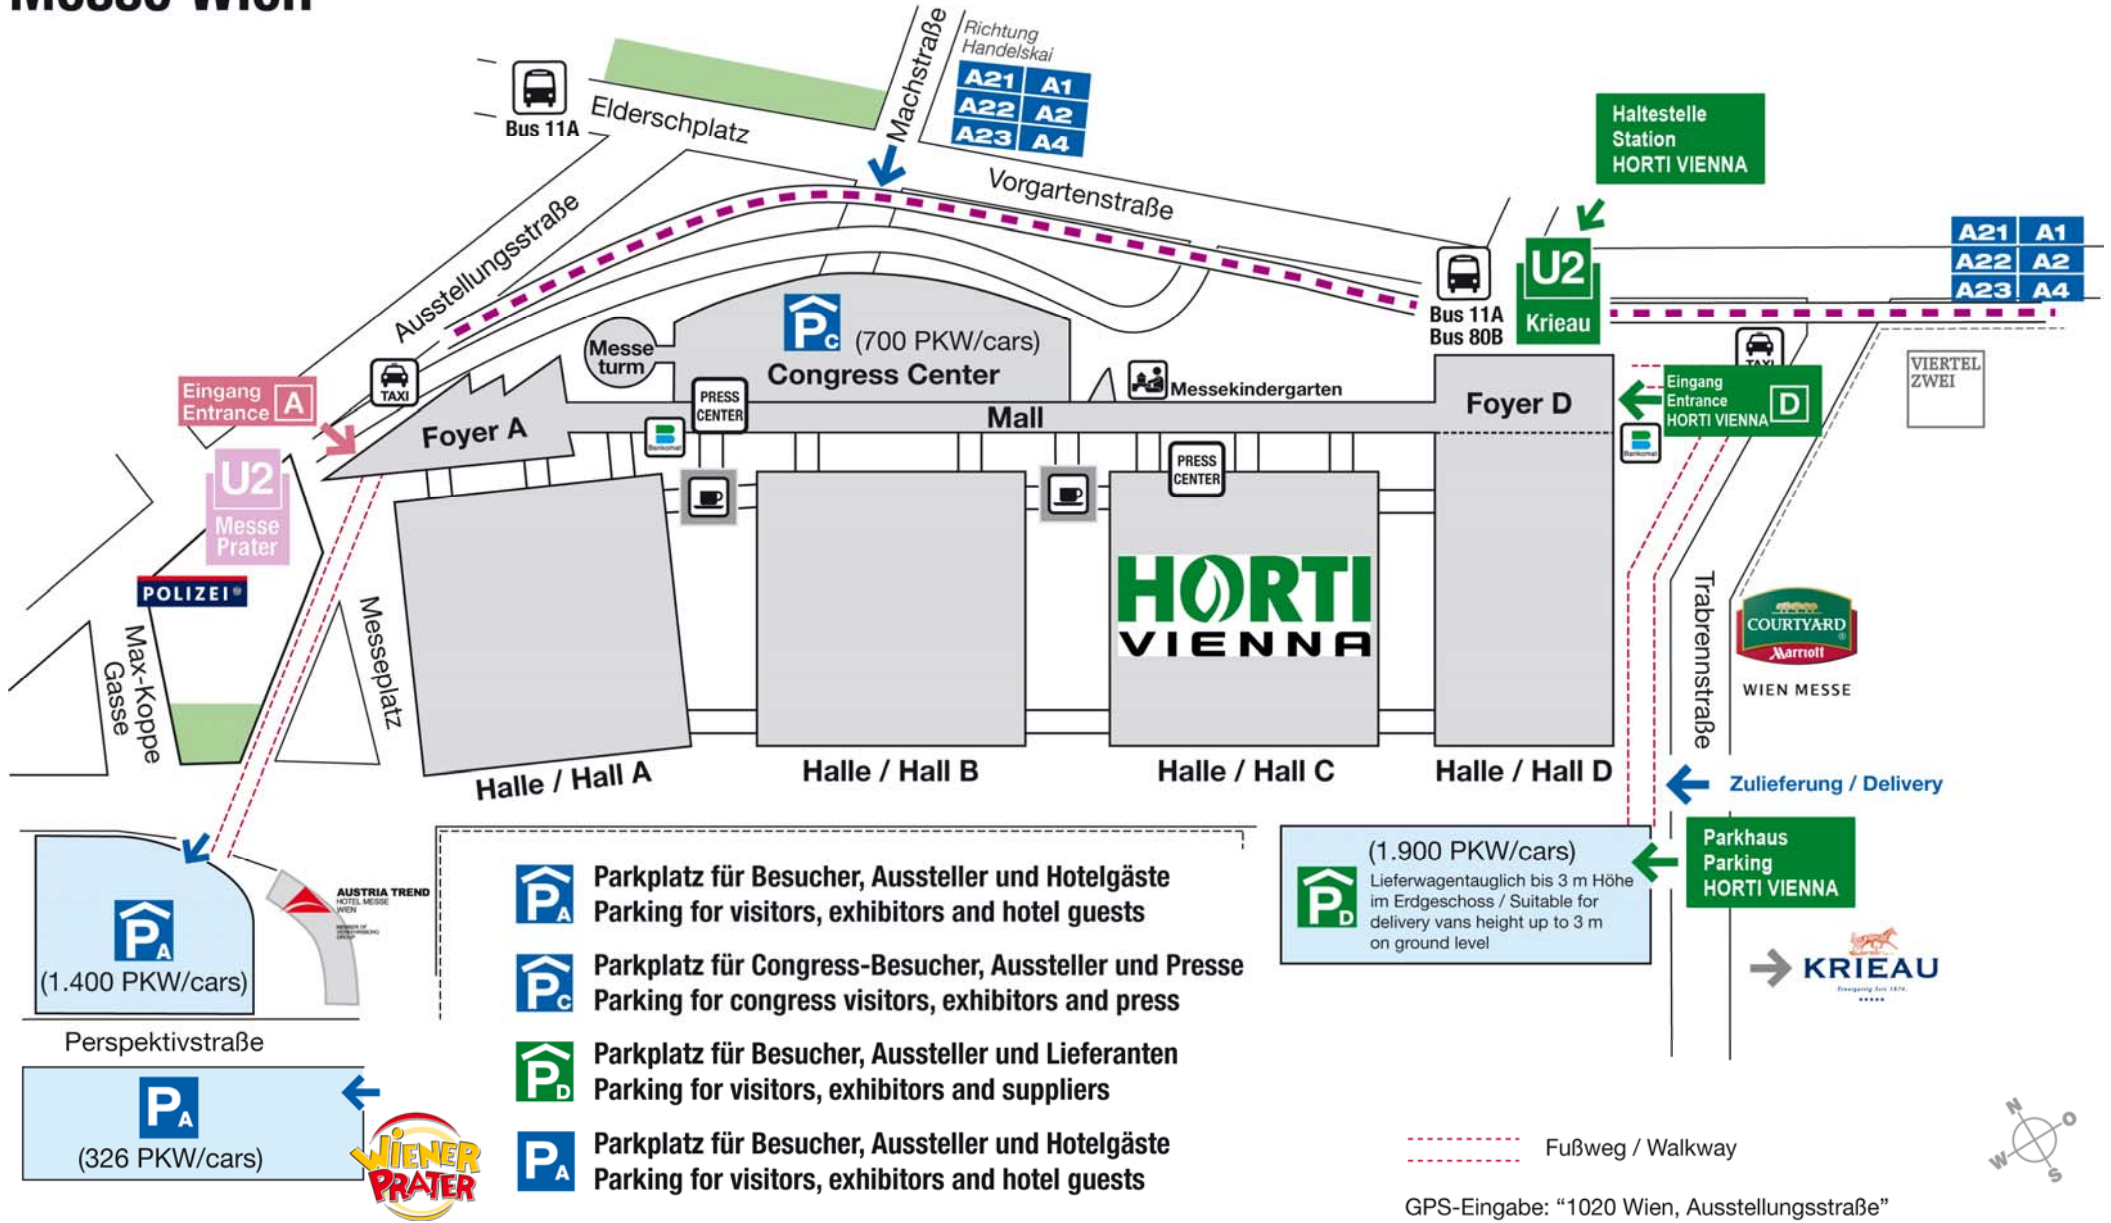 Messe Wien
Machstraße
Richtung
Handelskai
A21 A1
A22 A2
A23 A4
Bus 11A
Elderschplatz
Vorgartenstraße
Haltestelle
Station
HORTI VIENNA
Ausstellungsstraße
A21 A1
A22 A2
A23 A4
U2
Krieau
Bus 11A
Bus 80B
P C (700 PKW/cars)
Congress Center
Messe
turm
TAXI
TAXI
VIERTEL
ZWEI
Eingang
Entrance A
PRESS
CENTER
Messekindergarten
Mall
Foyer A
Foyer D
Eingang
Entrance
HORTI VIENNA D
Bankomat
Bankomat
U2
Messe
Prater
PRESS
CENTER
POLIZEI
HORTI
VIENNA
Max-Koppe
Gasse
Messeplatz
Trabrennstraße
COURTYARD
Marriott
WIEN MESSE
Halle / Hall A
Halle / Hall B
Halle / Hall C
Halle / Hall D
Zulieferung / Delivery
(1.900 PKW/cars)
P D
Lieferwagentauglich bis 3 m Höhe
im Erdgeschoss / Suitable for
delivery vans height up to 3 m
on ground level
Parkhaus
Parking
HORTI VIENNA
KRIEAU
AUSTRIA TREND
HOTEL MESSE
WIEN
P A
(1.400 PKW/cars)
Perspektivstraße
P A
(326 PKW/cars)
WIENER
PRATER
P A Parkplatz für Besucher, Aussteller und Hotelgäste
Parking for visitors, exhibitors and hotel guests
P C Parkplatz für Congress-Besucher, Aussteller und Presse
Parking for congress visitors, exhibitors and press
P D Parkplatz für Besucher, Aussteller und Lieferanten
Parking for visitors, exhibitors and suppliers
P A Parkplatz für Besucher, Aussteller und Hotelgäste
Parking for visitors, exhibitors and hotel guests
Fußweg / Walkway
N
O
W
S
GPS-Eingabe: “1020 Wien, Ausstellungsstraße”